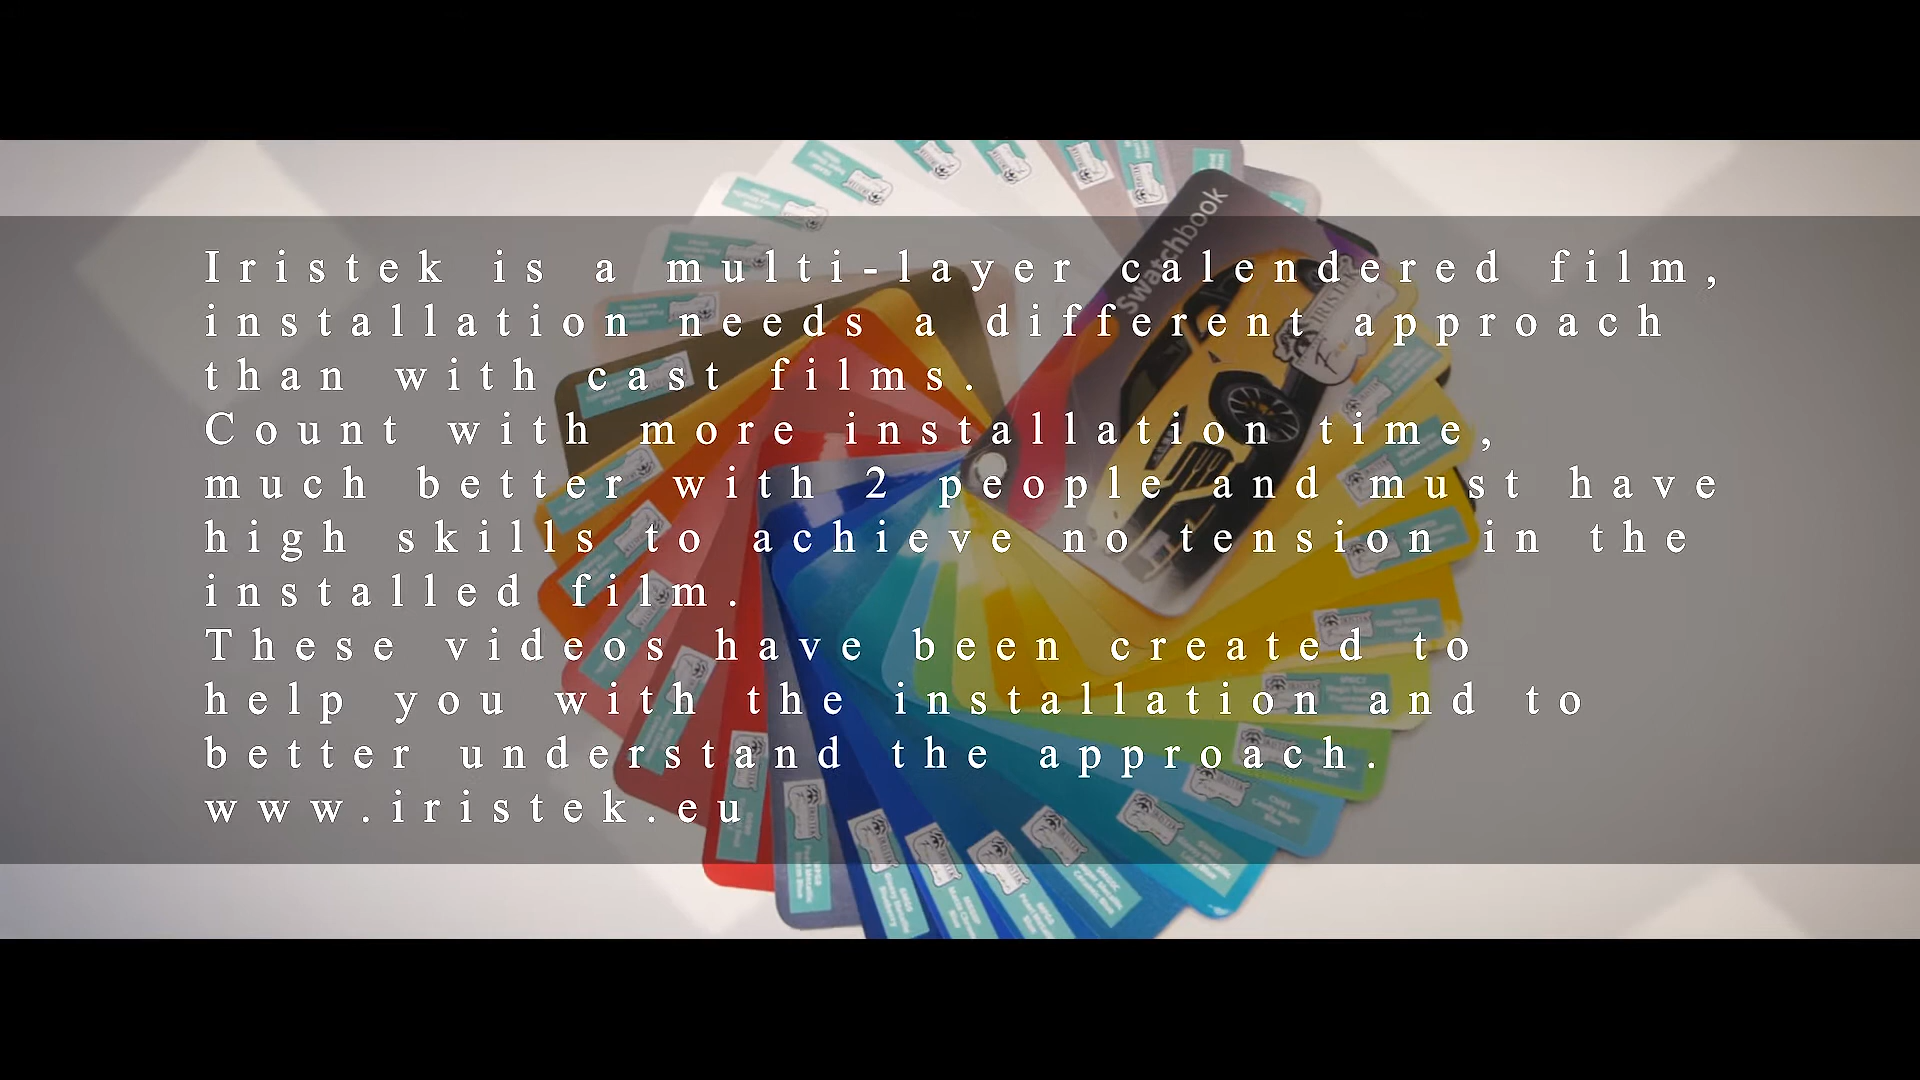 Swatchbook
Iristek is a multi-layer calendered film,
installation needs a different approach
than with cast films.
Count with more installation time,
much better with 2 people and must have
high skills to achieve no tension in the
installed film.
These videos have been created to
help you with the installation and to
better understand the approach.
www.iristek.eu